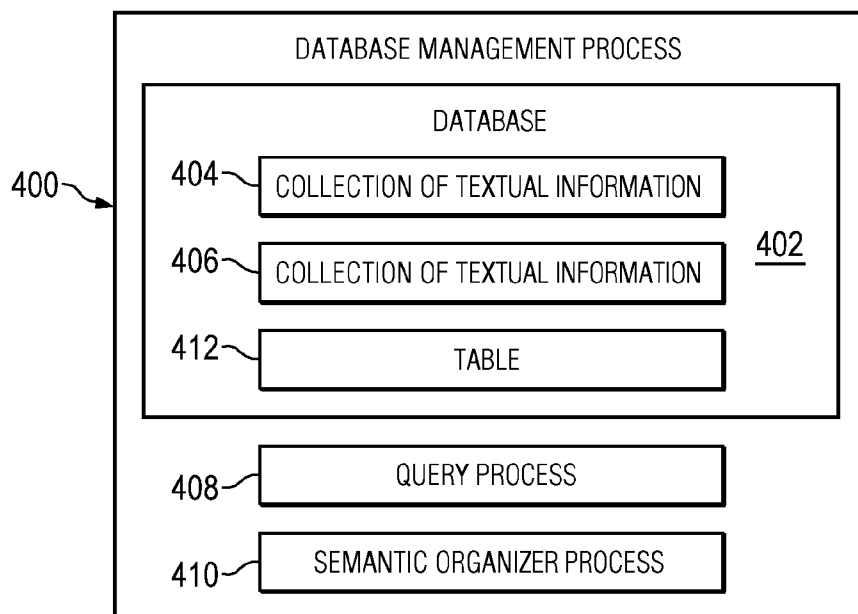 DATABASE MANAGEMENT PROCESS
DATABASE
400
404
COLLECTION OF TEXTUAL INFORMATION
402
406
COLLECTION OF TEXTUAL INFORMATION
412
TABLE
408
QUERY PROCESS
410
SEMANTIC ORGANIZER PROCESS